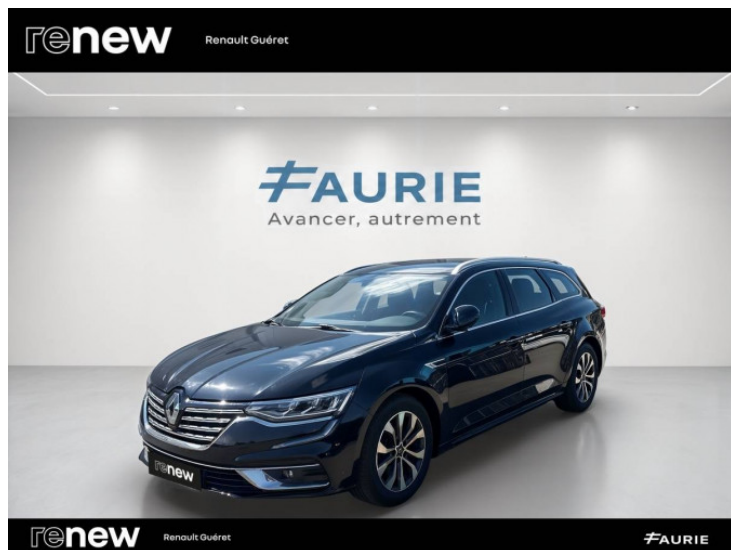 renew
Renault Guéret
FAURIE
Avancer, autrement
renew
renew
Renault Guéret
FAURIE